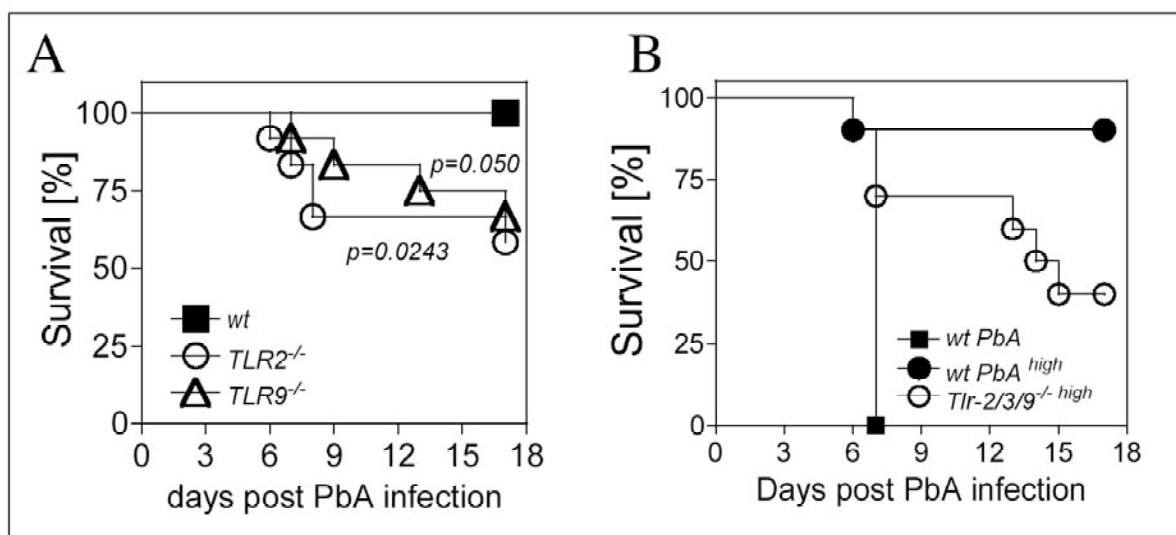 A
Survival [%]
100
75
50
25
0
p=0.050
p=0.0243
wt
TLR2-/-
TLR9-/-
0 3 6 9 12 15 18
days post PbA infection
B
Survival [%]
100
75
50
25
0
wt PbA
wt PbA high
Tlr-2/3/9-/- high
0 3 6 9 12 15 18
Days post PbA infection